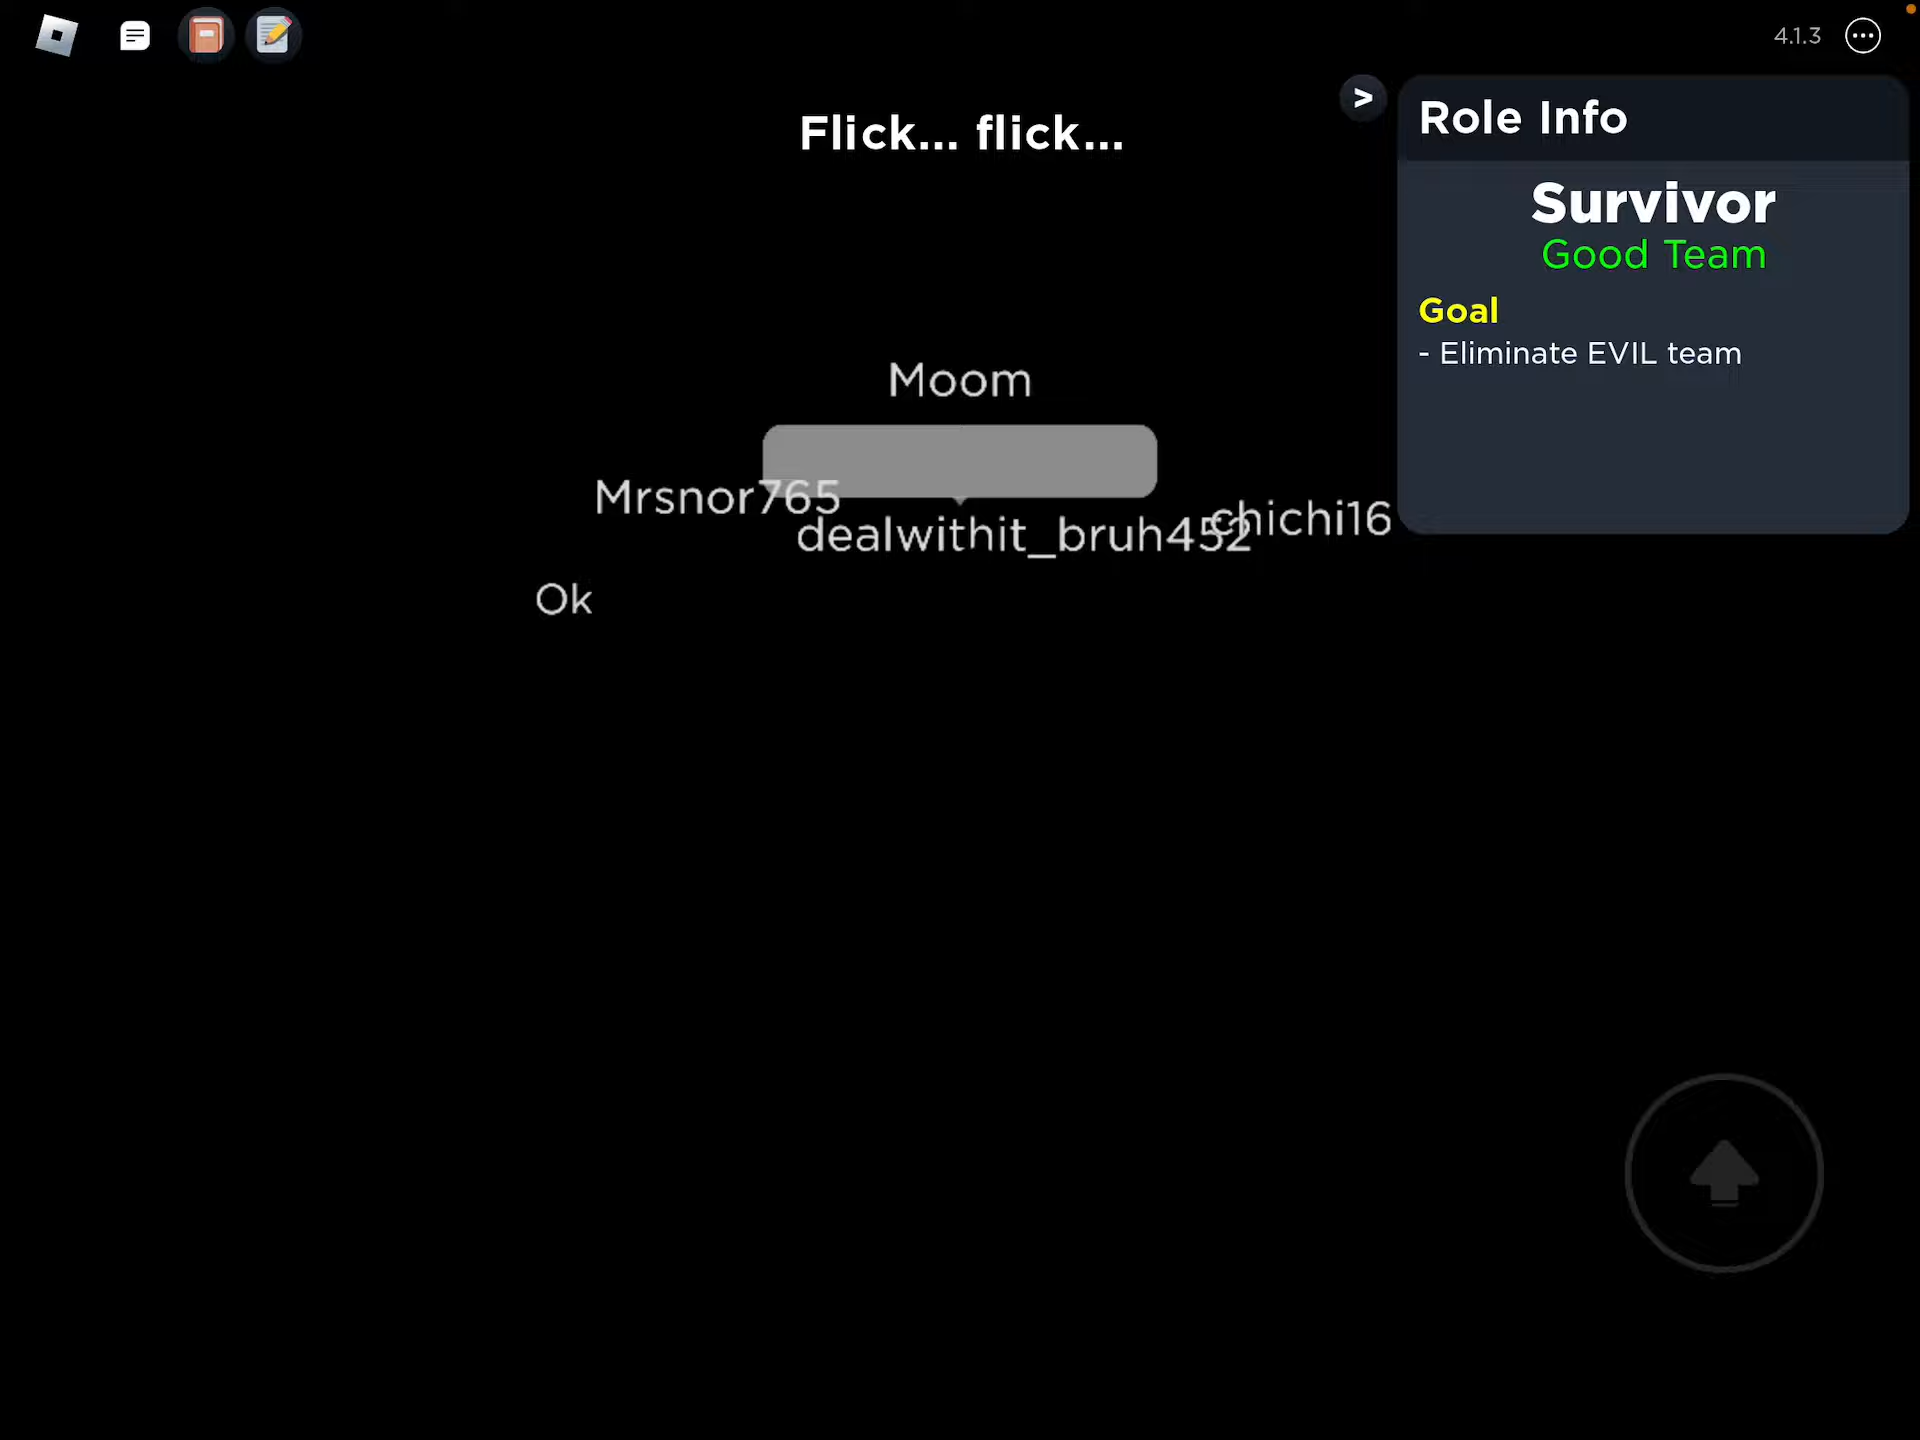 4.1.3
Flick... flick...
>
Role Info
Survivor
Good Team
Goal
- Eliminate EVIL team
Moom
Mrsnor765
dealwithit_bruh452
chichi16
Ok